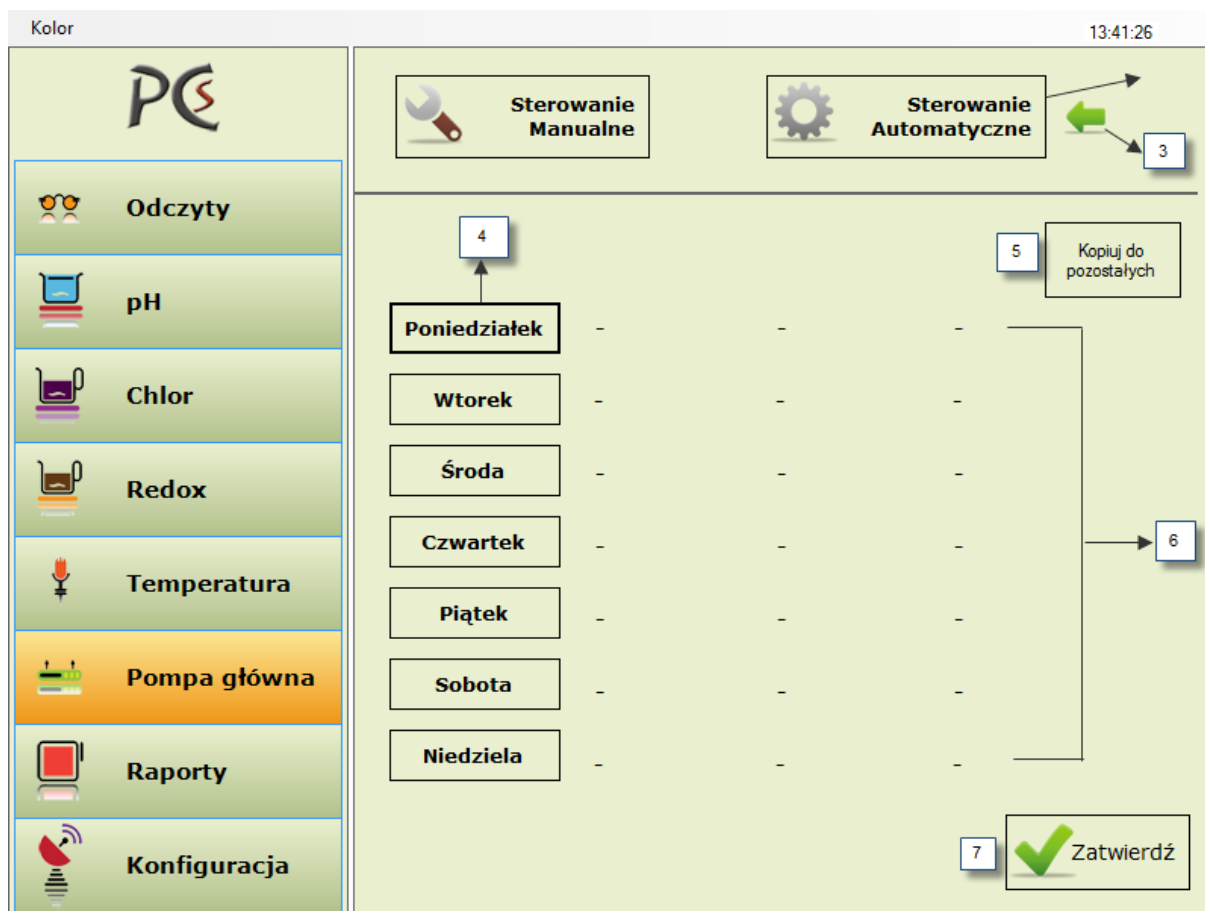 Kolor
13:41:26
PCs
Sterowanie
Manualne
Sterowanie
Automatyczne
3
Odczyty
pH
Chlor
Redox
Temperatura
Pompa główna
Raporty
Konfiguracja
4
5
Kopiuj do
pozostałych
Poniedziałek - - -
Wtorek - - -
Środa - - -
Czwartek - - -
Piątek - - -
Sobota - - -
Niedziela - - -
6
7
Zatwierdź